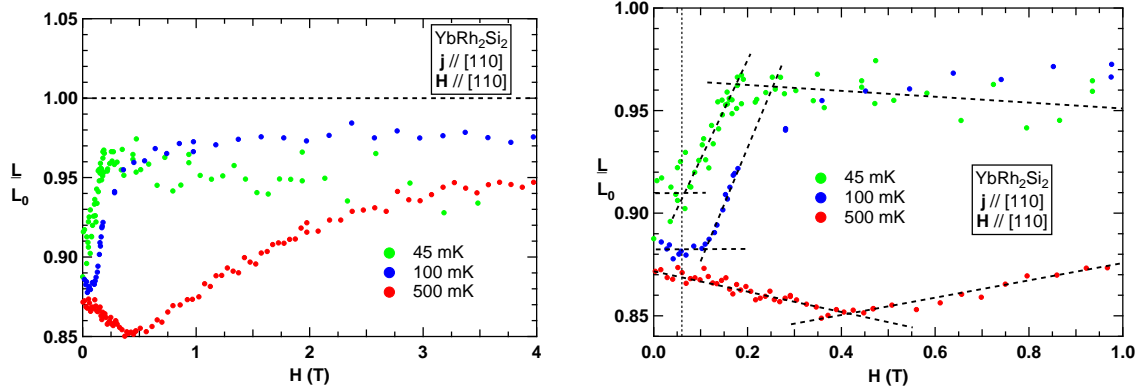 1.05
1.00
0.95
0.90
0.85
L
L0
YbRh2Si2
j // [110]
H // [110]
45 mK
100 mK
500 mK
0
1
2
3
4
H (T)
1.00
0.95
0.90
0.85
L
L0
45 mK
100 mK
500 mK
YbRh2Si2
j // [110]
H // [110]
0.0
0.2
0.4
0.6
0.8
1.0
H (T)